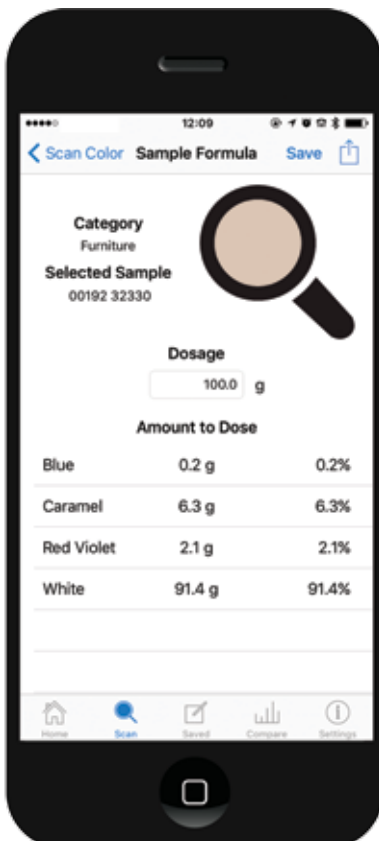 12:09
Scan Color Sample Formula Save
Category
Furniture
Selected Sample
00192 32330
Dosage
100.0 g
Amount to Dose
Blue 0.2 g 0.2%
Caramel 6.3 g 6.3%
Red Violet 2.1 g 2.1%
White 91.4 g 91.4%
Home Scan Saved Compare Settings